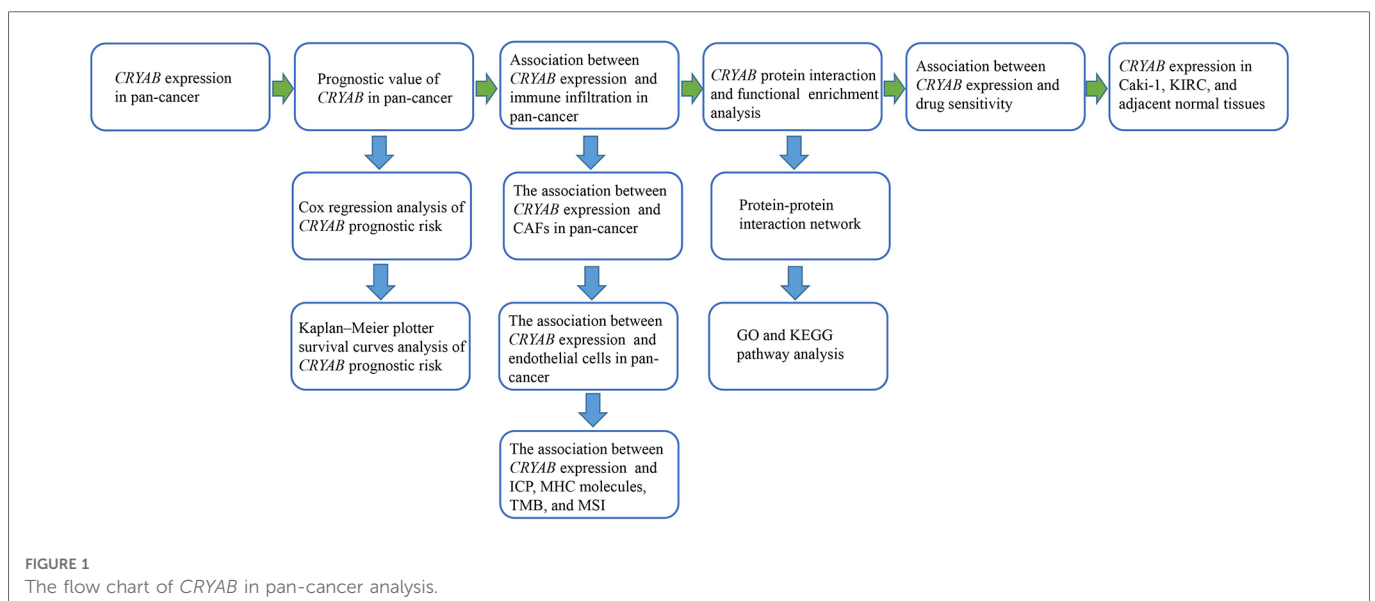 CRYAB expression
in pan-cancer
Prognostic value of
CRYAB in pan-cancer
Association between
CRYAB expression and
immune infiltration in
pan-cancer
CRYAB protein interaction
and functional enrichment
analysis
Association between
CRYAB expression and
drug sensitivity
CRYAB expression in
Caki-1, KIRC, and
adjacent normal tissues
Cox regression analysis of
CRYAB prognostic risk
The association between
CRYAB expression and
CAFs in pan-cancer
Protein-protein
interaction network
Kaplan–Meier plotter
survival curves analysis of
CRYAB prognostic risk
The association between
CRYAB expression and
endothelial cells in pan-
cancer
GO and KEGG
pathway analysis
The association between
CRYAB expression and
ICP, MHC molecules,
TMB, and MSI
FIGURE 1
The flow chart of CRYAB in pan-cancer analysis.